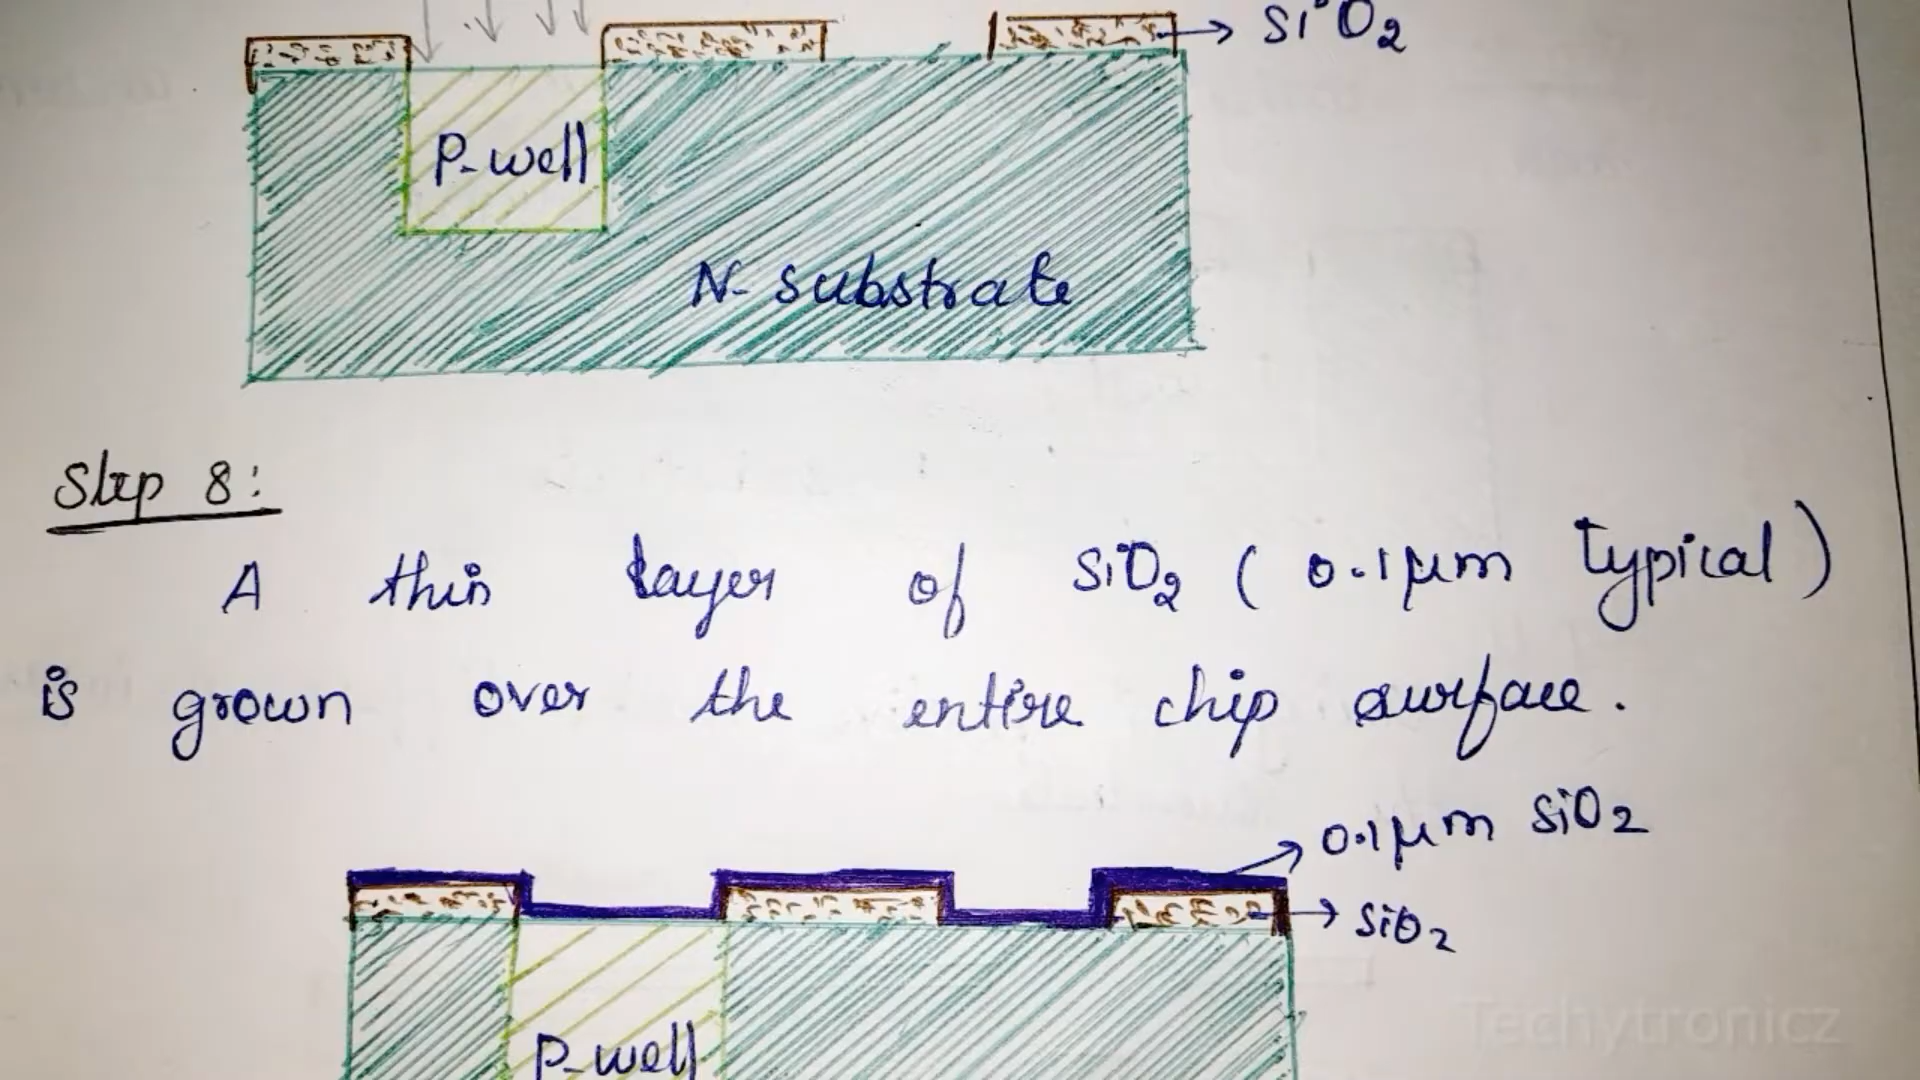 SiO2
P-well
N-substrate
Step 8:
A thin layer of SiO2 (0.1μm typical)
is grown over the entire chip surface.
0.1μm SiO2
SiO2
P-well
Techytronicz